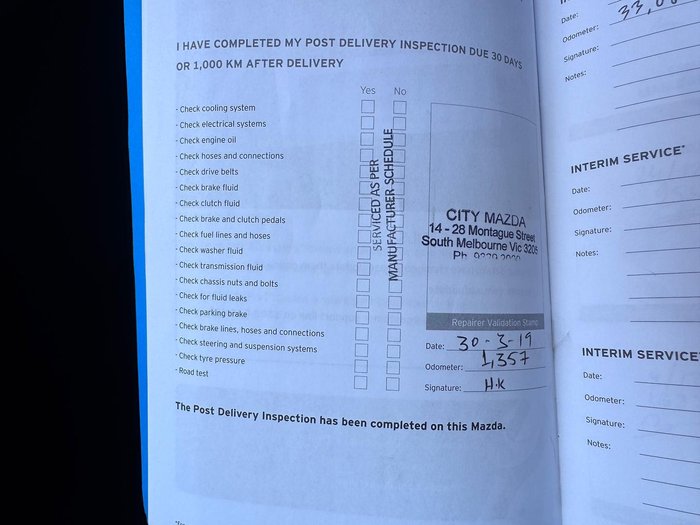 I HAVE COMPLETED MY POST DELIVERY INSPECTION DUE 30 DAYS
OR 1,000 KM AFTER DELIVERY
Yes No
- Check cooling system
- Check electrical systems
- Check engine oil
- Check hoses and connections
- Check drive belts
- Check brake fluid
- Check clutch fluid
- Check brake and clutch pedals
- Check fuel lines and hoses
- Check washer fluid
- Check transmission fluid
- Check chassis nuts and bolts
- Check for fluid leaks
- Check parking brake
- Check brake lines, hoses and connections
- Check steering and suspension systems
- Check tyre pressure
- Road test
SERVICED AS PER
MANUFACTURER SCHEDULE
CITY MAZDA
14 - 28 Montague Street
South Melbourne Vic 3205
Ph
Repairer Validation Stamp
Date: 30-3-19
Odometer: 1,357
Signature: H.K
The Post Delivery Inspection has been completed on this Mazda.
Date:
Odometer:
Signature:
Notes:
INTERIM SERVICE*
Date:
Odometer:
Signature:
Notes:
INTERIM SERVICE*
Date:
Odometer:
Signature:
Notes: